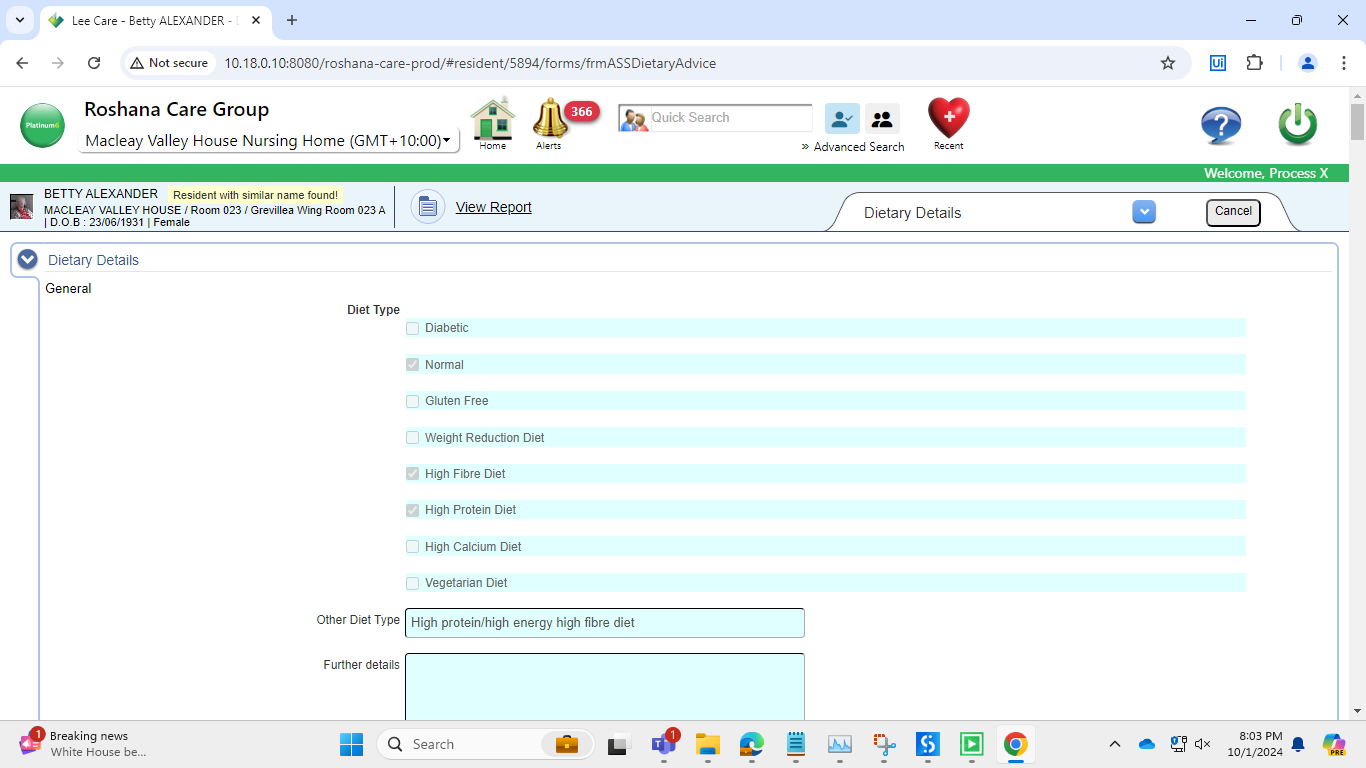 Lee Care - Betty ALEXANDER -
Not secure
10.18.0.10:8080/roshana-care-prod/#resident/5894/forms/frmASSDietaryAdvice
Ui
Platinum
Roshana Care Group
Macleay Valley House Nursing Home (GMT+10:00)
Home
Alerts
366
Quick Search
» Advanced Search
Recent
Welcome, Process X
BETTY ALEXANDER Resident with similar name found!
MACLEAY VALLEY HOUSE / Room 023 / Grevillea Wing Room 023 A
| D.O.B : 23/06/1931 | Female
View Report
Dietary Details
Cancel
Dietary Details
General
Diet Type
Diabetic
Normal
Gluten Free
Weight Reduction Diet
High Fibre Diet
High Protein Diet
High Calcium Diet
Vegetarian Diet
Other Diet Type High protein/high energy high fibre diet
Further details
1
Breaking news
White House be...
Search
1
8:03 PM
10/1/2024
PRE